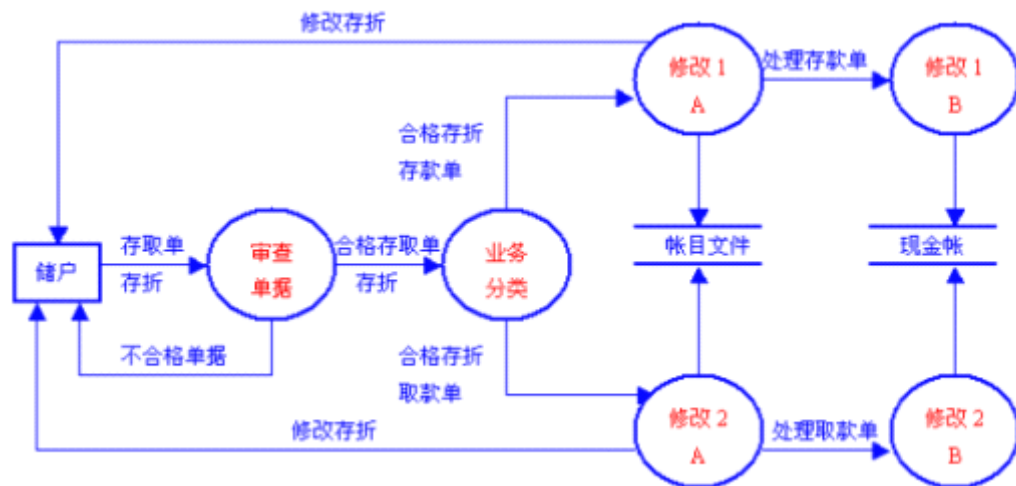 修改存折
修改1
A
处理存款单
修改1
B
合格存折
存款单
储户
存取单
存折
审查
单据
合格存取单
存折
业务
分类
帐目文件
现金帐
不合格单据
合格存折
取款单
修改存折
修改2
A
处理取款单
修改2
B